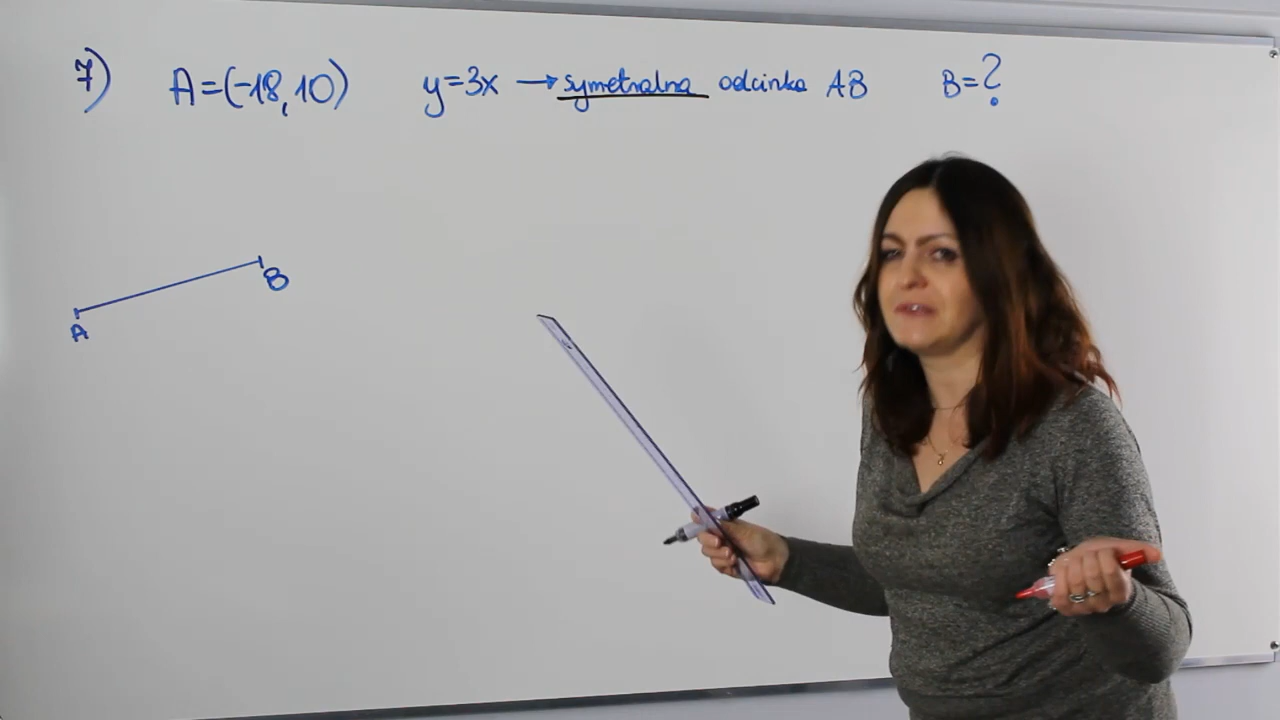 7) A=(-18,10) y=3x → symetralna odcinka AB B=?
B
A